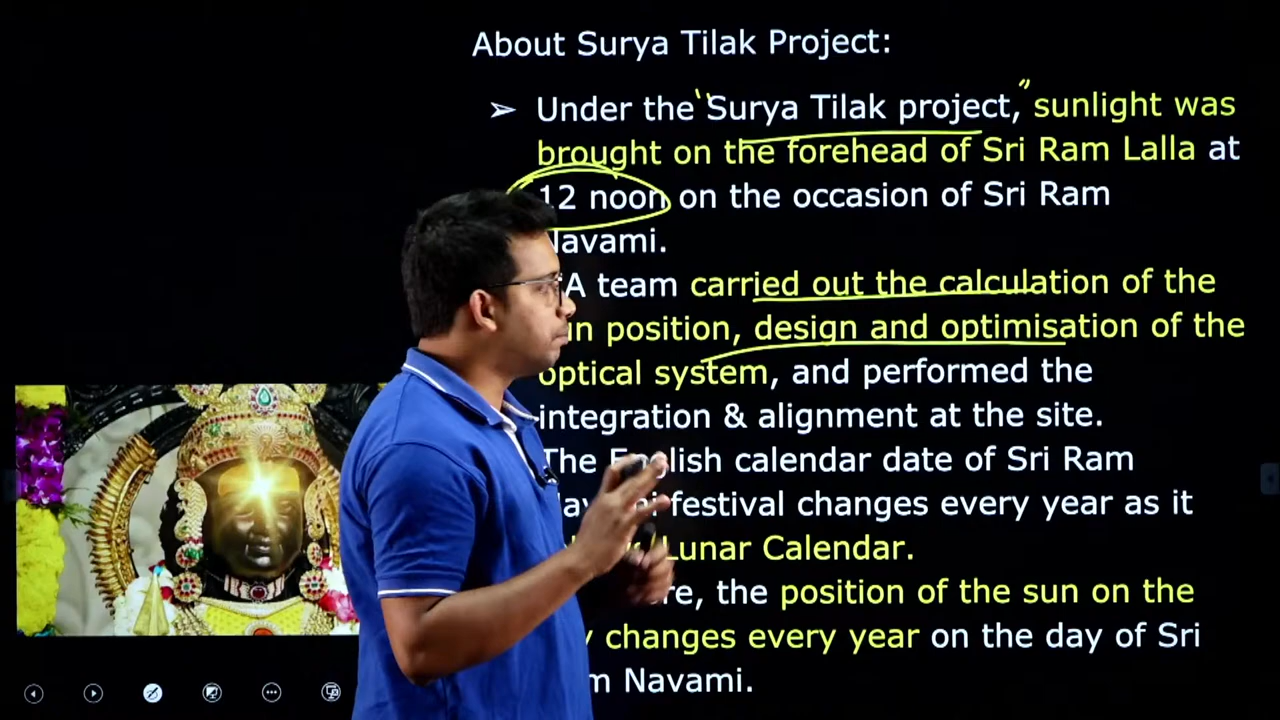 About Surya Tilak Project:
➢ Under the "Surya Tilak project," sunlight was
brought on the forehead of Sri Ram Lalla at
12 noon on the occasion of Sri Ram
Navami.
A team carried out the calculation of the
position, design and optimisation of the
optical system, and performed the
integration & alignment at the site.
The English calendar date of Sri Ram
festival changes every year as it
Lunar Calendar.
the position of the sun on the
changes every year on the day of Sri
Navami.